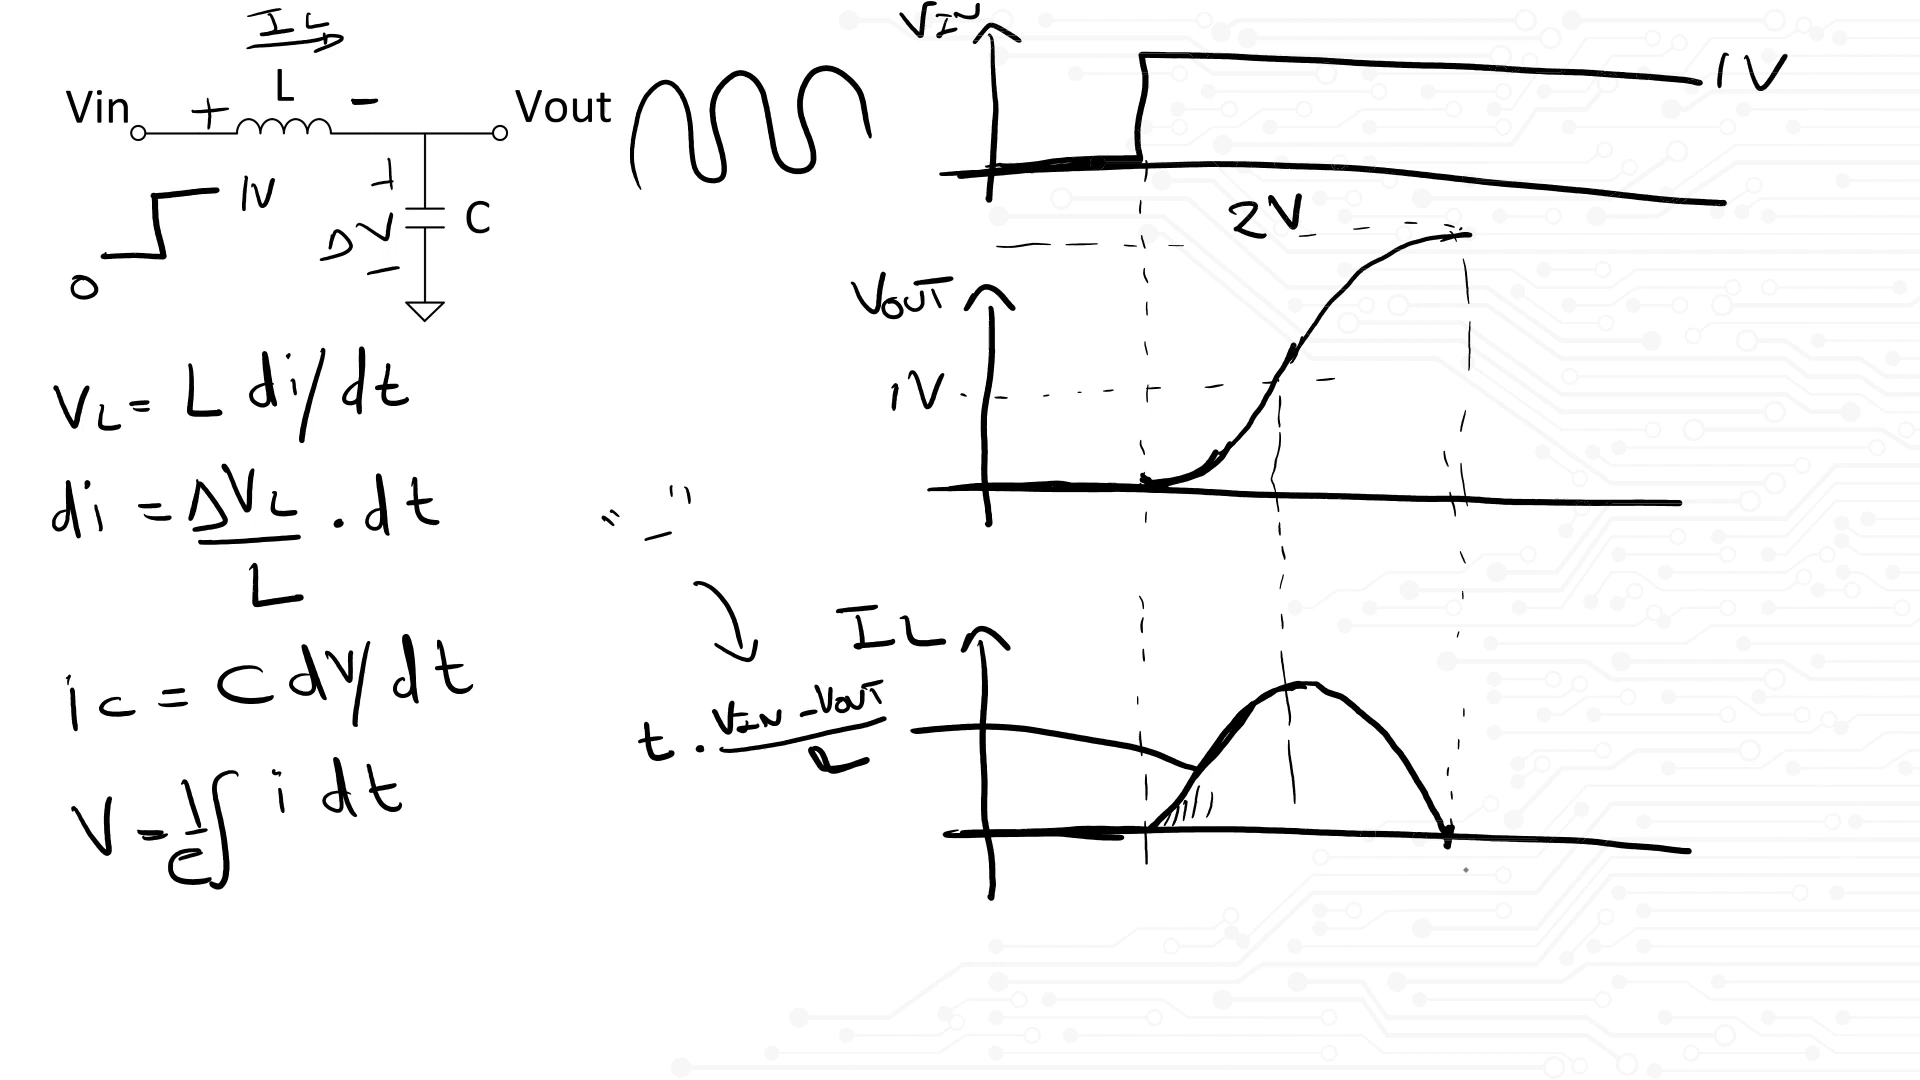 IL
L
Vin + - Vout
+
0 1V
ΔV C
-
VL = L di/dt
di = ΔVL/L . dt
ic = C dV/dt
V = 1/C ∫ i dt
VIN
1V
2V
VOUT
1V
" - "
IL
t . VIN - VOUT / L